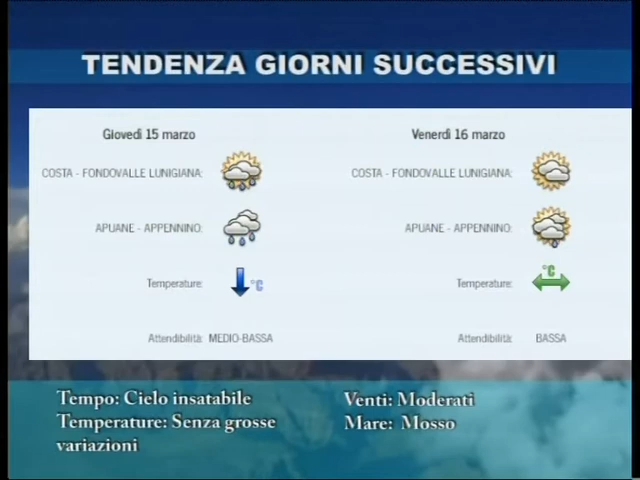 TENDENZA GIORNI SUCCESSIVI
Giovedì 15 marzo
COSTA - FONDOVALLE LUNIGIANA:
APUANE - APPENNINO:
Temperature: °C
Attendibilità: MEDIO-BASSA
Venerdì 16 marzo
COSTA - FONDOVALLE LUNIGIANA:
APUANE - APPENNINO:
Temperature: °C
Attendibilità: BASSA
Tempo: Cielo insatabile
Temperature: Senza grosse
variazioni
Venti: Moderati
Mare: Mosso